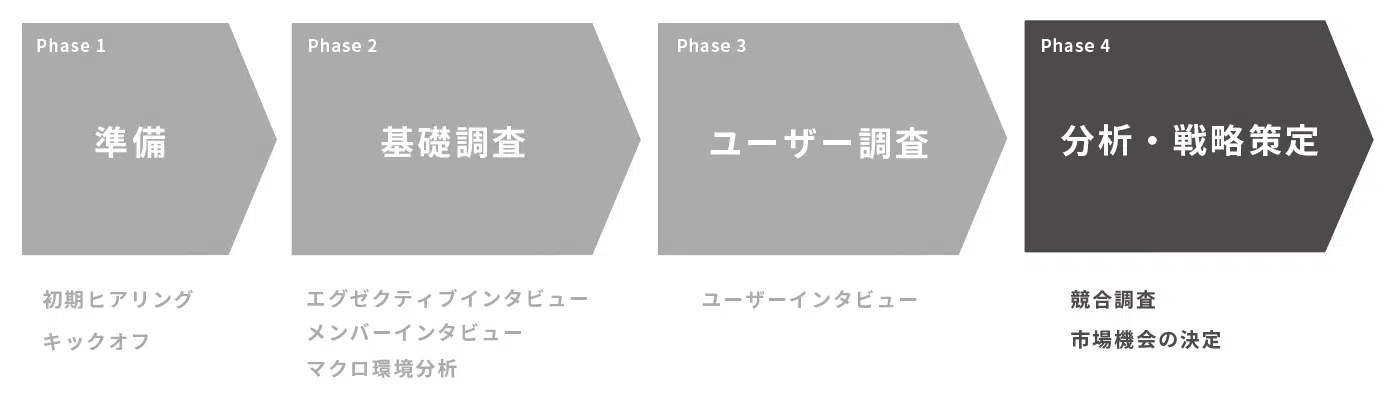 Phase 1
準備
初期ヒアリング
キックオフ
Phase 2
基礎調査
エグゼクティブインタビュー
メンバーインタビュー
マクロ環境分析
Phase 3
ユーザー調査
ユーザーインタビュー
Phase 4
分析・戦略策定
競合調査
市場機会の決定